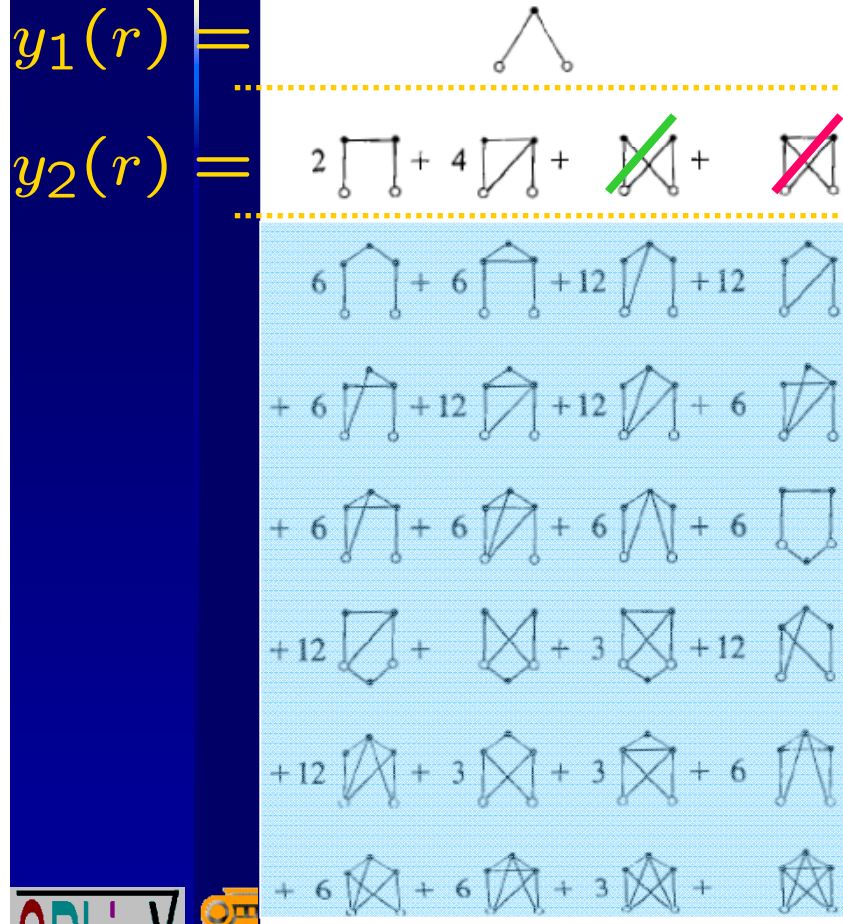 y₁(r) =
y₂(r) = 2 + 4 + +
6 + 6 +12 +12
+ 6 +12 +12 + 6
+ 6 + 6 + 6 + 6
+12 + + 3 +12
+12 + 3 + 3 + 6
+ 6 + 6 + 3 +